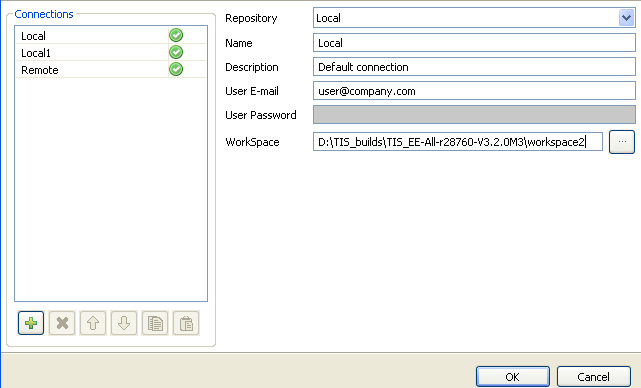 Connections
Local
Local1
Remote
Repository Local
Name Local
Description Default connection
User E-mail user@company.com
User Password
WorkSpace D:\TIS_builds\TIS_EE-All-r28760-V3.2.0M3\workspace2 ...
OK Cancel